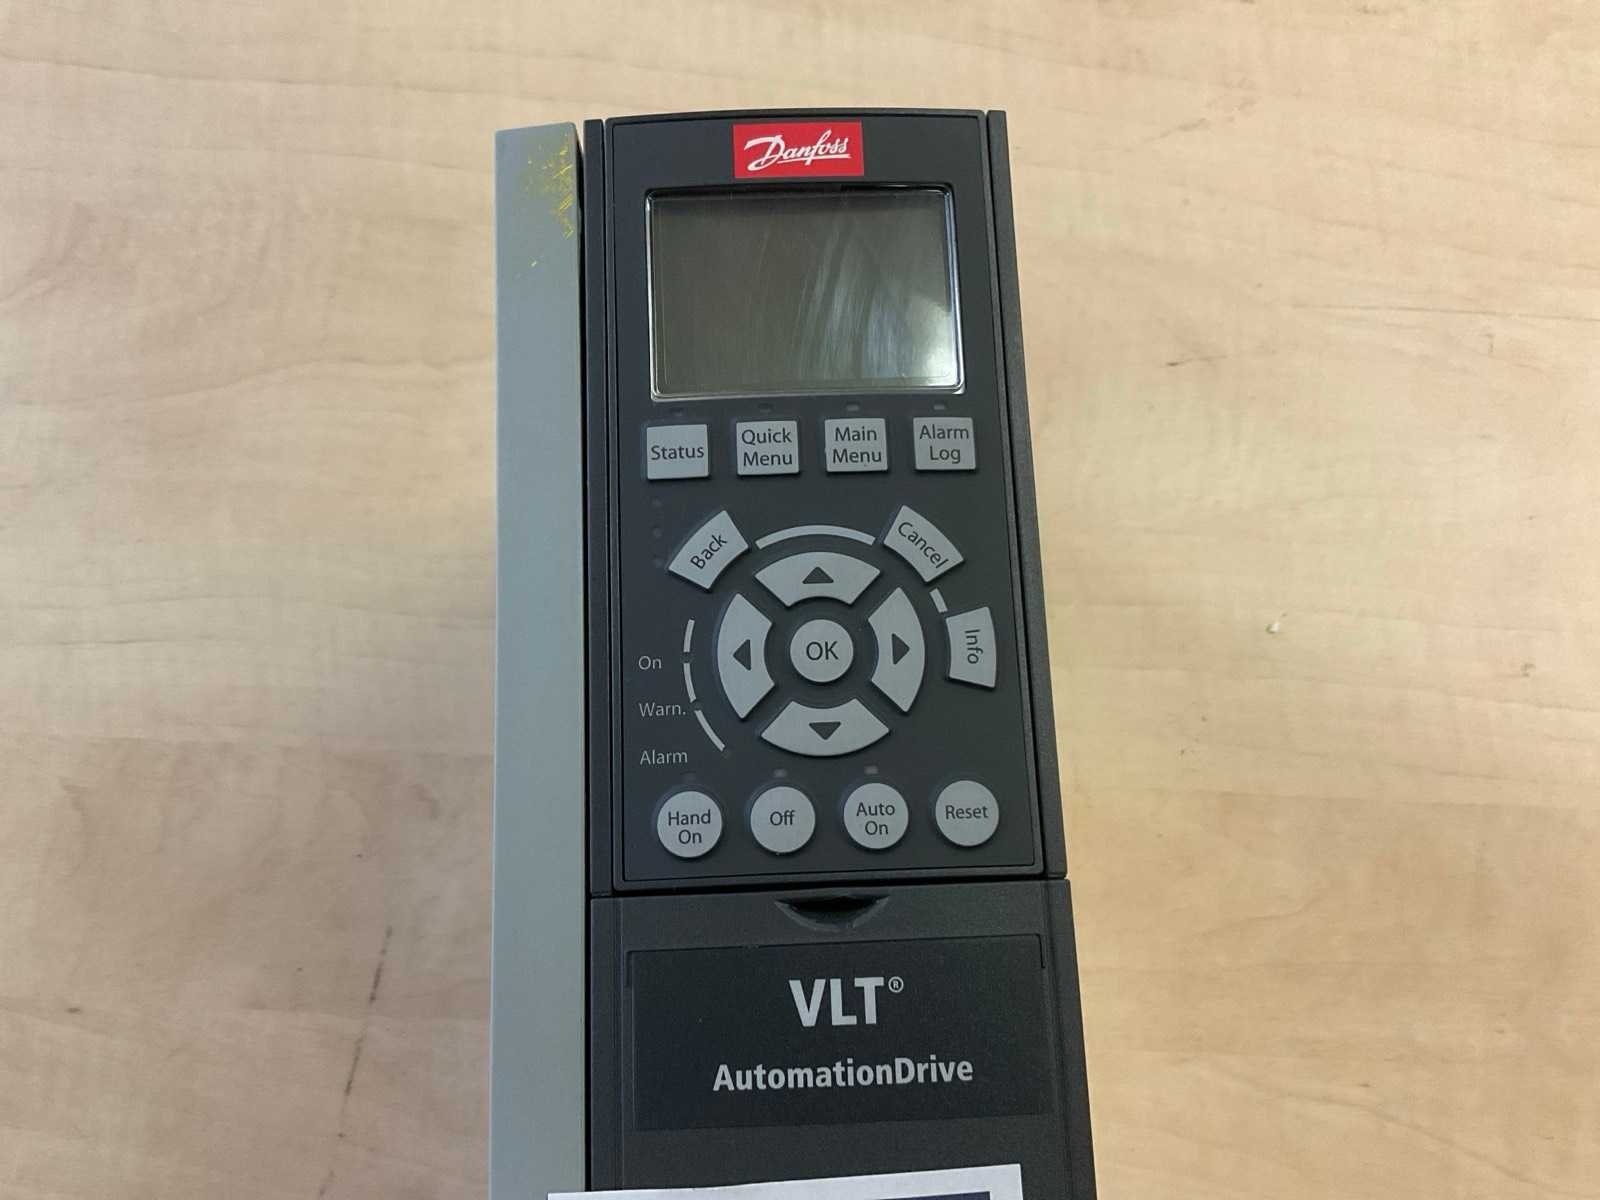 Danfoss
Status
Quick
Menu
Main
Menu
Alarm
Log
Back
Cancel
OK
Info
On
Warn.
Alarm
Hand
On
Off
Auto
On
Reset
VLT®
AutomationDrive